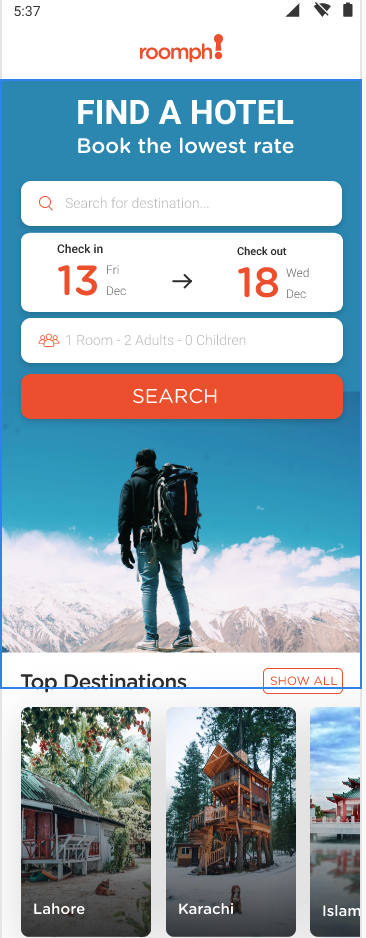 5:37
roomph!
FIND A HOTEL
Book the lowest rate
Search for destination...
Check in
13 Fri Dec
Check out
18 Wed Dec
1 Room - 2 Adults - 0 Children
SEARCH
Top Destinations
SHOW ALL
Lahore
Karachi
Islam